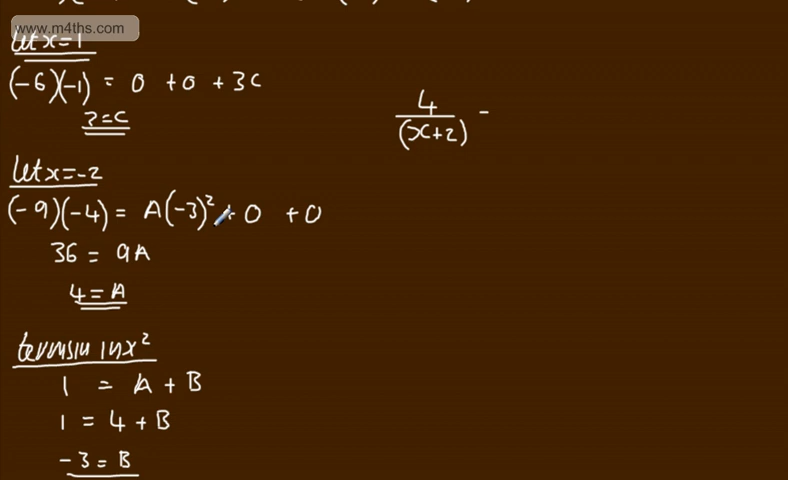 www.m4ths.com
let x=1
(-6)(-1) = 0 + 0 + 3C
2=C
let x=-2
(-9)(-4) = A(-3)² + 0 + 0
36 = 9A
4=A
terms in in x²
1 = A + B
1 = 4 + B
-3 = B
4/(x+2) -